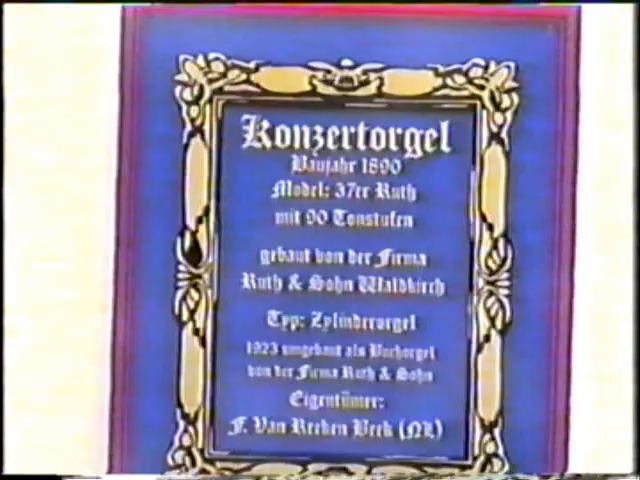 Konzertorgel
Baujahr 1890
Model: 37er Ruth
mit 90 Tonstufen
gebaut von der Firma
Ruth & Sohn Waldkirch
Typ: Zylinderorgel
1923 umgebaut als Buchorgel
von der Firma Ruth & Sohn
Eigentümer:
F. Van Reeken Beek (NL)